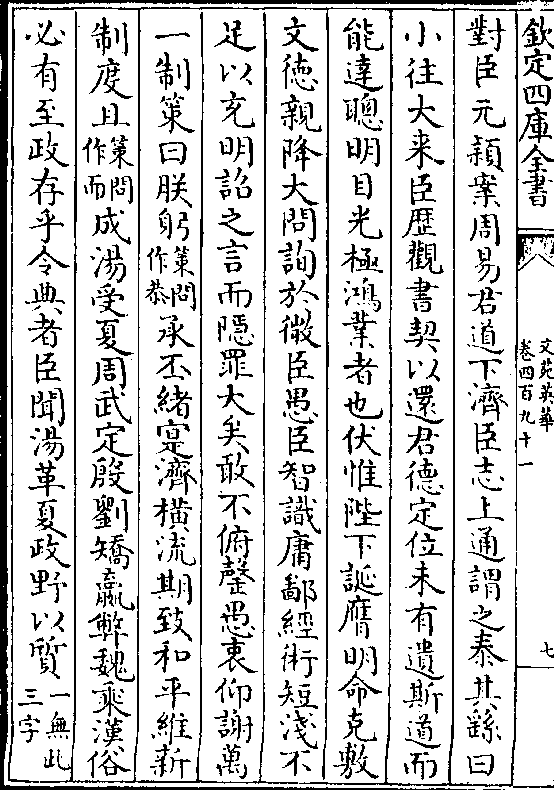 欽定四庫全書
文苑英華
卷四百九十一
七
對臣元穎案周易君道下濟臣志上通謂之泰其繇曰
小往大来臣歴觀書契以還君德定位未有遺斯道而
能達聰明目光極鴻業者也伏惟陛下誕膺明命克敷
文徳親降大問詢於微臣愚臣智識庸鄙經術短淺不
足以充明詔之言而隠罪大矣敢不俯罄愚衷仰謝萬
一制策曰朕躬策問作恭承丕緒寔濟横流期致和平維新
制度且策問作而成湯受夏周武定殷劉矯嬴弊魏乘漢俗
必有至政存乎令典者臣聞湯革夏政野以質一無此三字